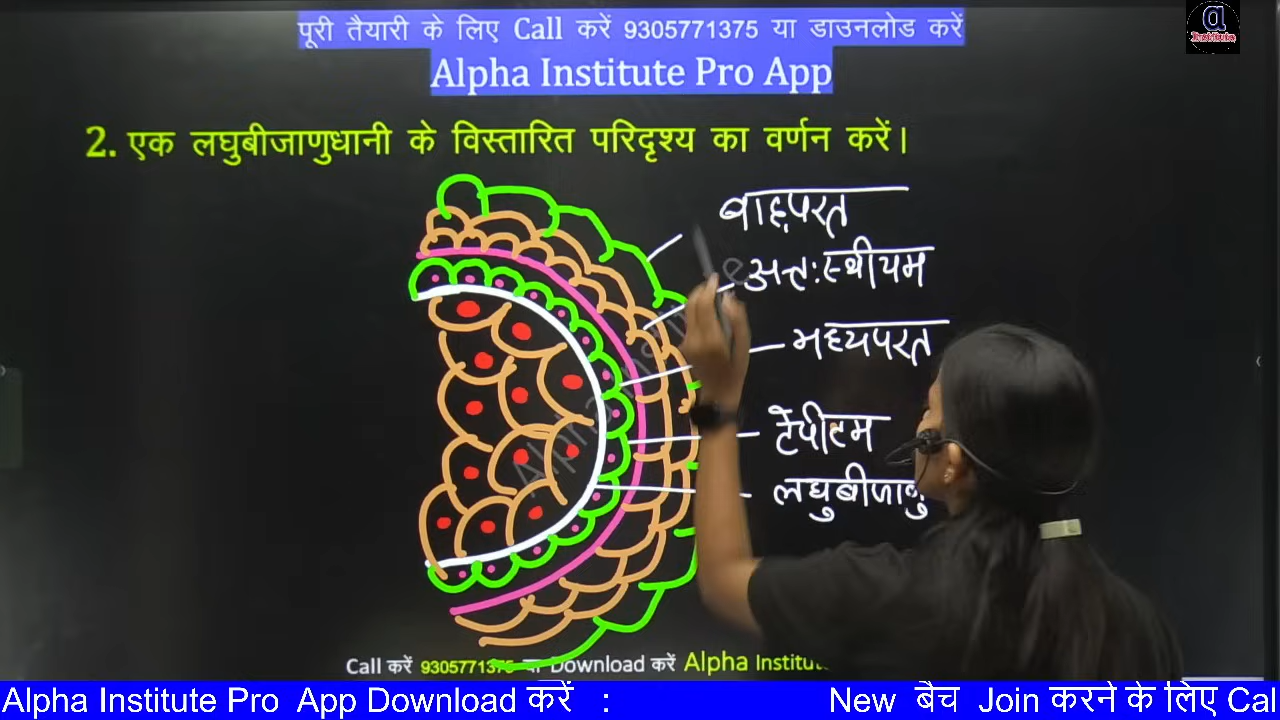 पूरी तैयारी के लिए Call करें 9305771375 या डाउनलोड करें
Alpha Institute Pro App
a
Institute
2. एक लघुबीजाणुधानी के विस्तारित परिदृश्य का वर्णन करें।
बाह्यपरत
अन्तःस्थीयम
मध्यपरत
टेपीटम
लघुबीजाणु
Call करें 9305771375 या Download करें Alpha Institut
Alpha Institute Pro App Download करें : New बैच Join करने के लिए Cal